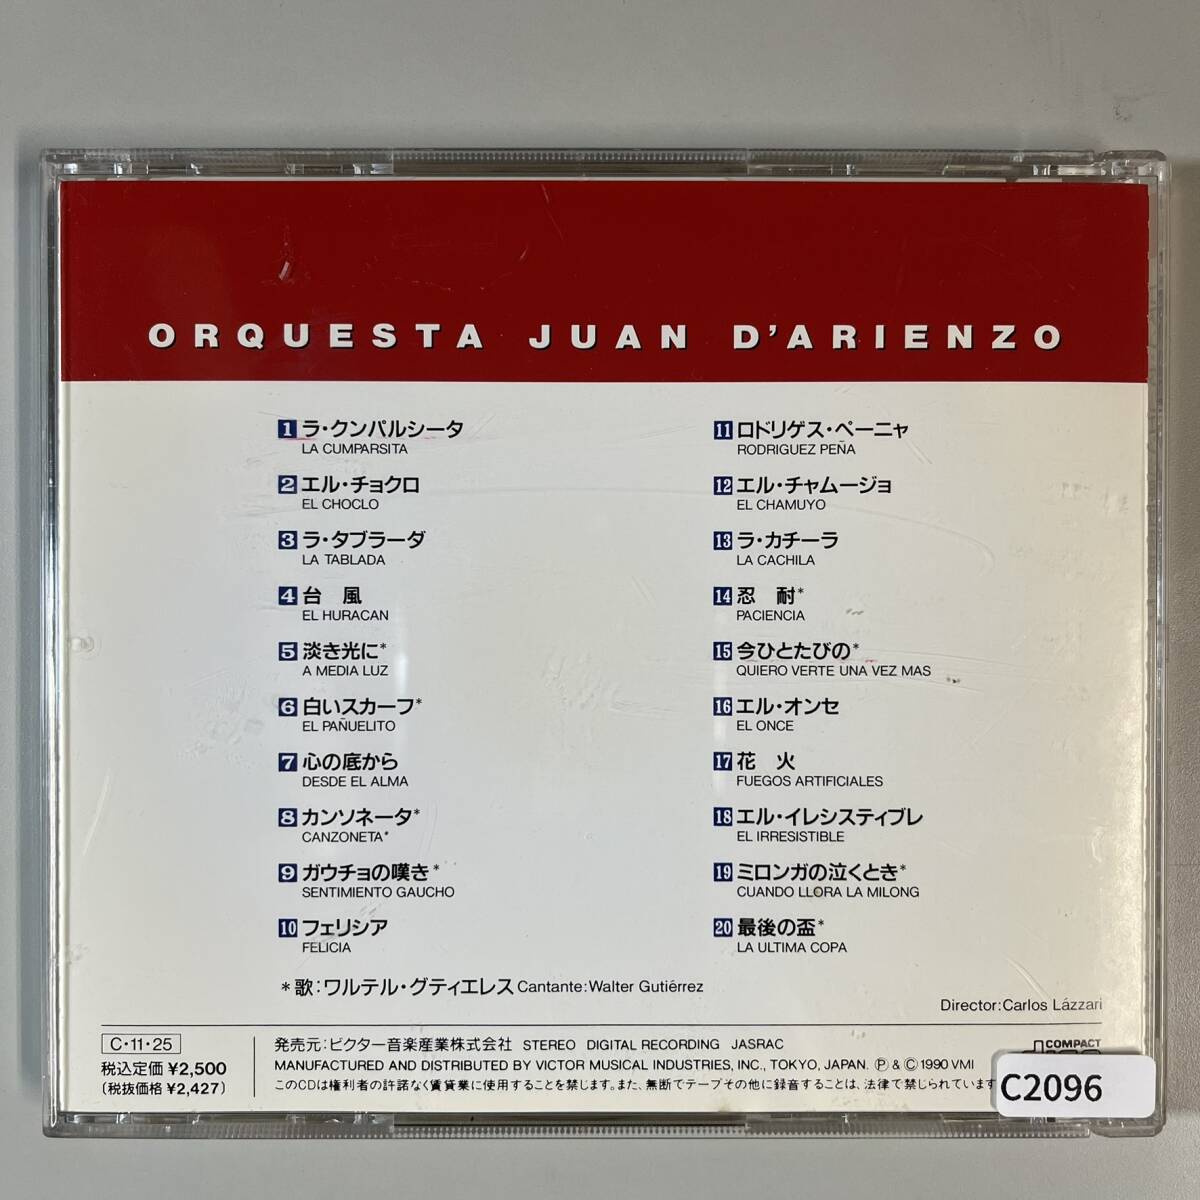 ORQUESTA JUAN D'ARIENZO
1 ラ・クンパルシータ
LA CUMPARSITA
2 エル・チョクロ
EL CHOCLO
3 ラ・タブラーダ
LA TABLADA
4 台 風
EL HURACAN
5 淡き光に*
A MEDIA LUZ
6 白いスカーフ*
EL PAÑUELITO
7 心の底から
DESDE EL ALMA
8 カンソネータ*
CANZONETA*
9 ガウチョの嘆き*
SENTIMIENTO GAUCHO
10 フェリシア
FELICIA
11 ロドリゲス・ペーニャ
RODRIGUEZ PEÑA
12 エル・チャムージョ
EL CHAMUYO
13 ラ・カチーラ
LA CACHILA
14 忍 耐*
PACIENCIA
15 今ひとたびの*
QUIERO VERTE UNA VEZ MAS
16 エル・オンセ
EL ONCE
17 花 火
FUEGOS ARTIFICIALES
18 エル・イレシスティブレ
EL IRRESISTIBLE
19 ミロンガの泣くとき*
CUANDO LLORA LA MILONG
20 最後の盃*
LA ULTIMA COPA
*歌:ワルテル・グティエレス Cantante:Walter Gutiérrez
Director:Carlos Lázzari
C・11・25
税込定価 ¥2,500
(税抜価格 ¥2,427)
発売元:ビクター音楽産業株式会社 STEREO DIGITAL RECORDING JASRAC
MANUFACTURED AND DISTRIBUTED BY VICTOR MUSICAL INDUSTRIES, INC., TOKYO, JAPAN. Ⓟ & © 1990 VMI
このCDは権利者の許諾なく賃貸業に使用することを禁じます。また、無断でテープその他に録音することは、法律で禁じられています
COMPACT
C2096